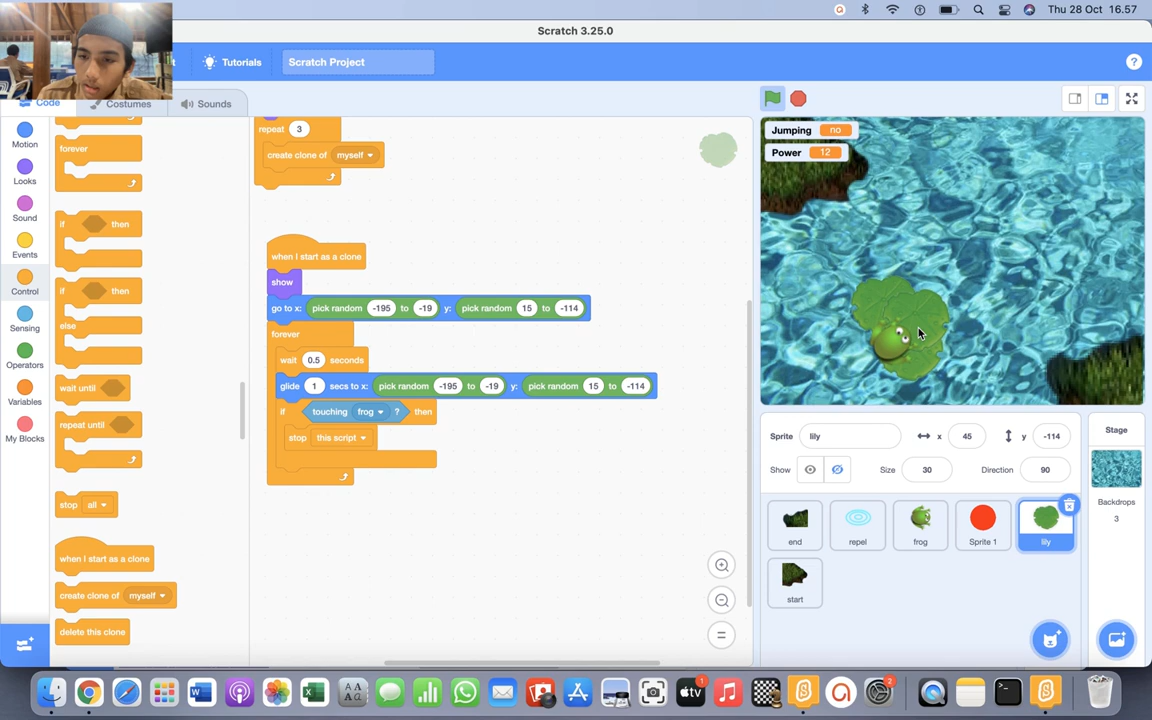 Thu 28 Oct 16.57
Scratch 3.25.0
Tutorials
Scratch Project
?
Code
Costumes
Sounds
Motion
Looks
Sound
Events
Control
Sensing
Operators
Variables
My Blocks
forever
if then
if then
else
wait until
repeat until
stop all
when I start as a clone
create clone of myself
delete this clone
repeat 3
create clone of myself
when I start as a clone
show
go to x: pick random -195 to -19 y: pick random 15 to -114
forever
wait 0.5 seconds
glide 1 secs to x: pick random -195 to -19 y: pick random 15 to -114
if touching frog ? then
stop this script
Jumping no
Power 12
Sprite lily x 45 y -114
Show Size 30 Direction 90
end
repel
frog
Sprite 1
lily
start
Stage
Backdrops
3
tv
1
2